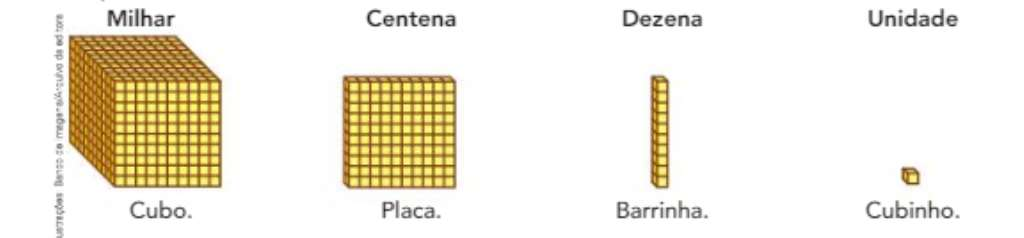 Milhar Centena Dezena Unidade
Cubo. Placa. Barrinha. Cubinho.